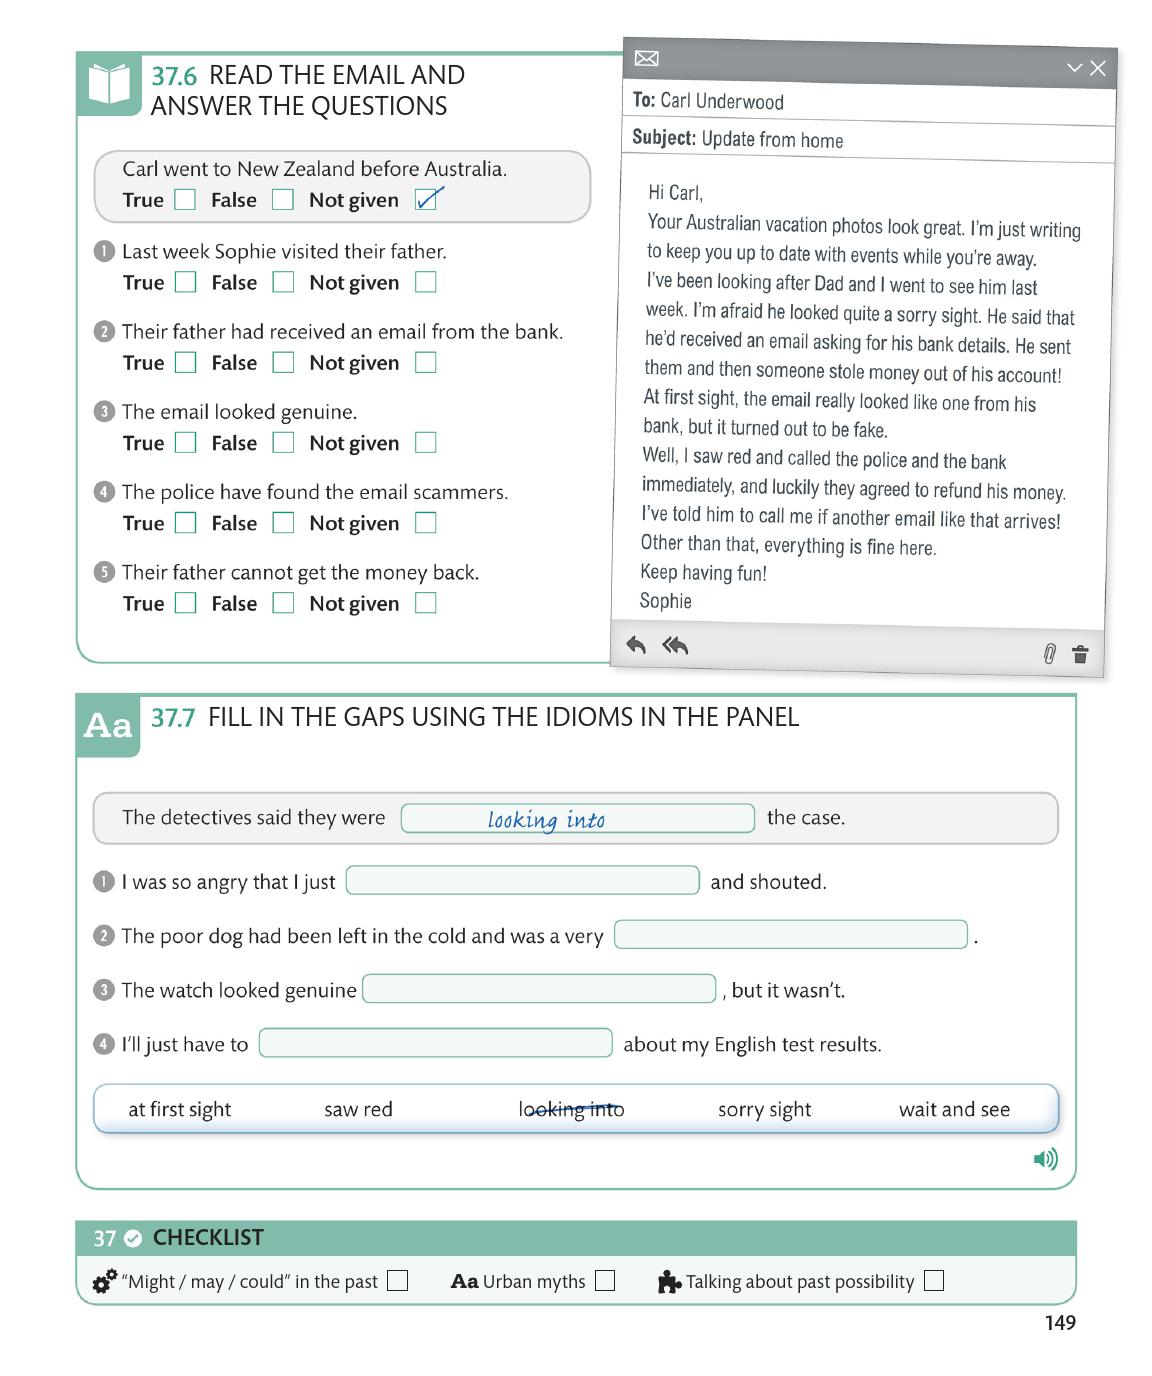 37.6 READ THE EMAIL AND
ANSWER THE QUESTIONS
Carl went to New Zealand before Australia.
True False Not given
1 Last week Sophie visited their father.
True False Not given
2 Their father had received an email from the bank.
True False Not given
3 The email looked genuine.
True False Not given
4 The police have found the email scammers.
True False Not given
5 Their father cannot get the money back.
True False Not given
To: Carl Underwood
Subject: Update from home
Hi Carl,
Your Australian vacation photos look great. I'm just writing
to keep you up to date with events while you're away.
I've been looking after Dad and I went to see him last
week. I'm afraid he looked quite a sorry sight. He said that
he'd received an email asking for his bank details. He sent
them and then someone stole money out of his account!
At first sight, the email really looked like one from his
bank, but it turned out to be fake.
Well, I saw red and called the police and the bank
immediately, and luckily they agreed to refund his money.
I've told him to call me if another email like that arrives!
Other than that, everything is fine here.
Keep having fun!
Sophie
Aa 37.7 FILL IN THE GAPS USING THE IDIOMS IN THE PANEL
The detectives said they were looking into the case.
1 I was so angry that I just and shouted.
2 The poor dog had been left in the cold and was a very .
3 The watch looked genuine , but it wasn't.
4 I'll just have to about my English test results.
at first sight saw red looking into sorry sight wait and see
37 CHECKLIST
"Might / may / could" in the past Aa Urban myths Talking about past possibility
149